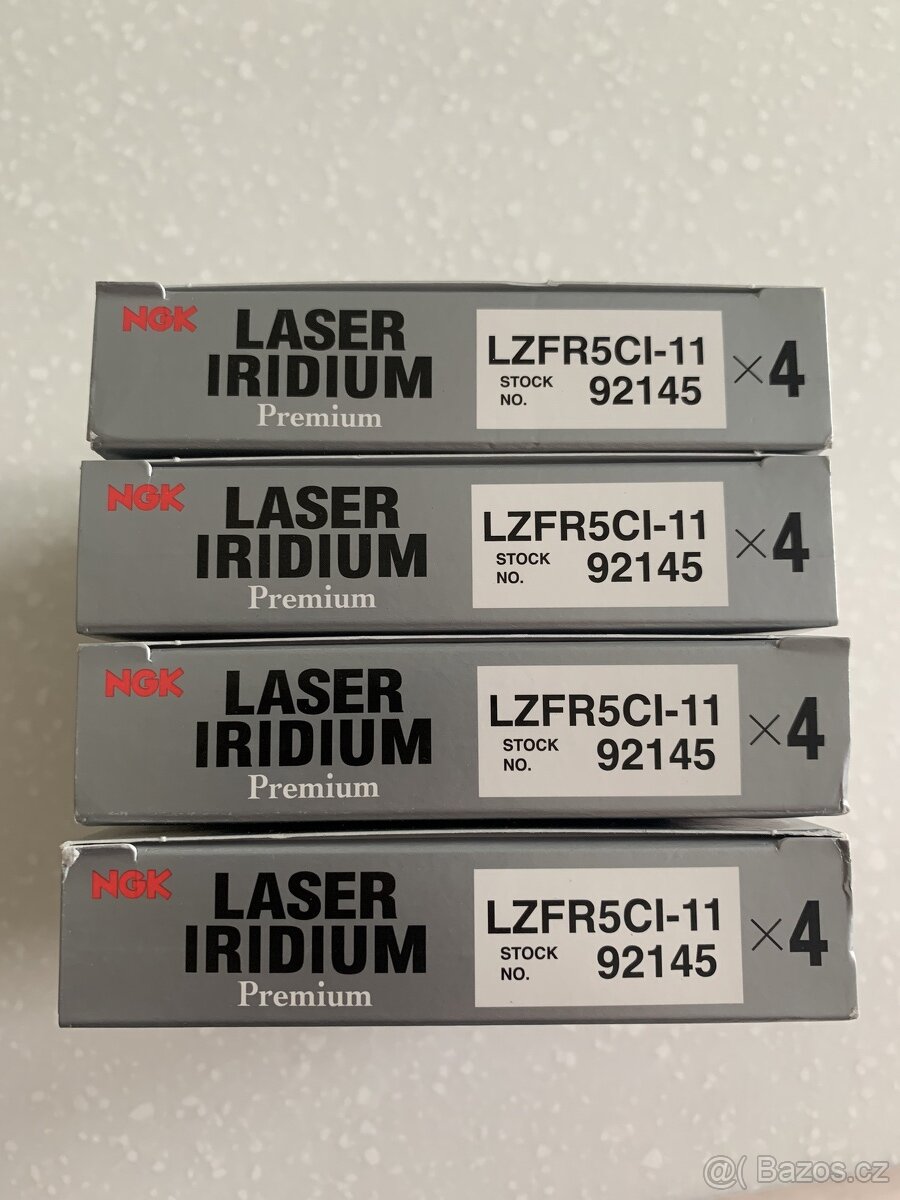 NGK LASER IRIDIUM Premium
LZFR5CI-11
STOCK NO. 92145
×4
NGK LASER IRIDIUM Premium
LZFR5CI-11
STOCK NO. 92145
×4
NGK LASER IRIDIUM Premium
LZFR5CI-11
STOCK NO. 92145
×4
NGK LASER IRIDIUM Premium
LZFR5CI-11
STOCK NO. 92145
×4
@( Bazos.cz